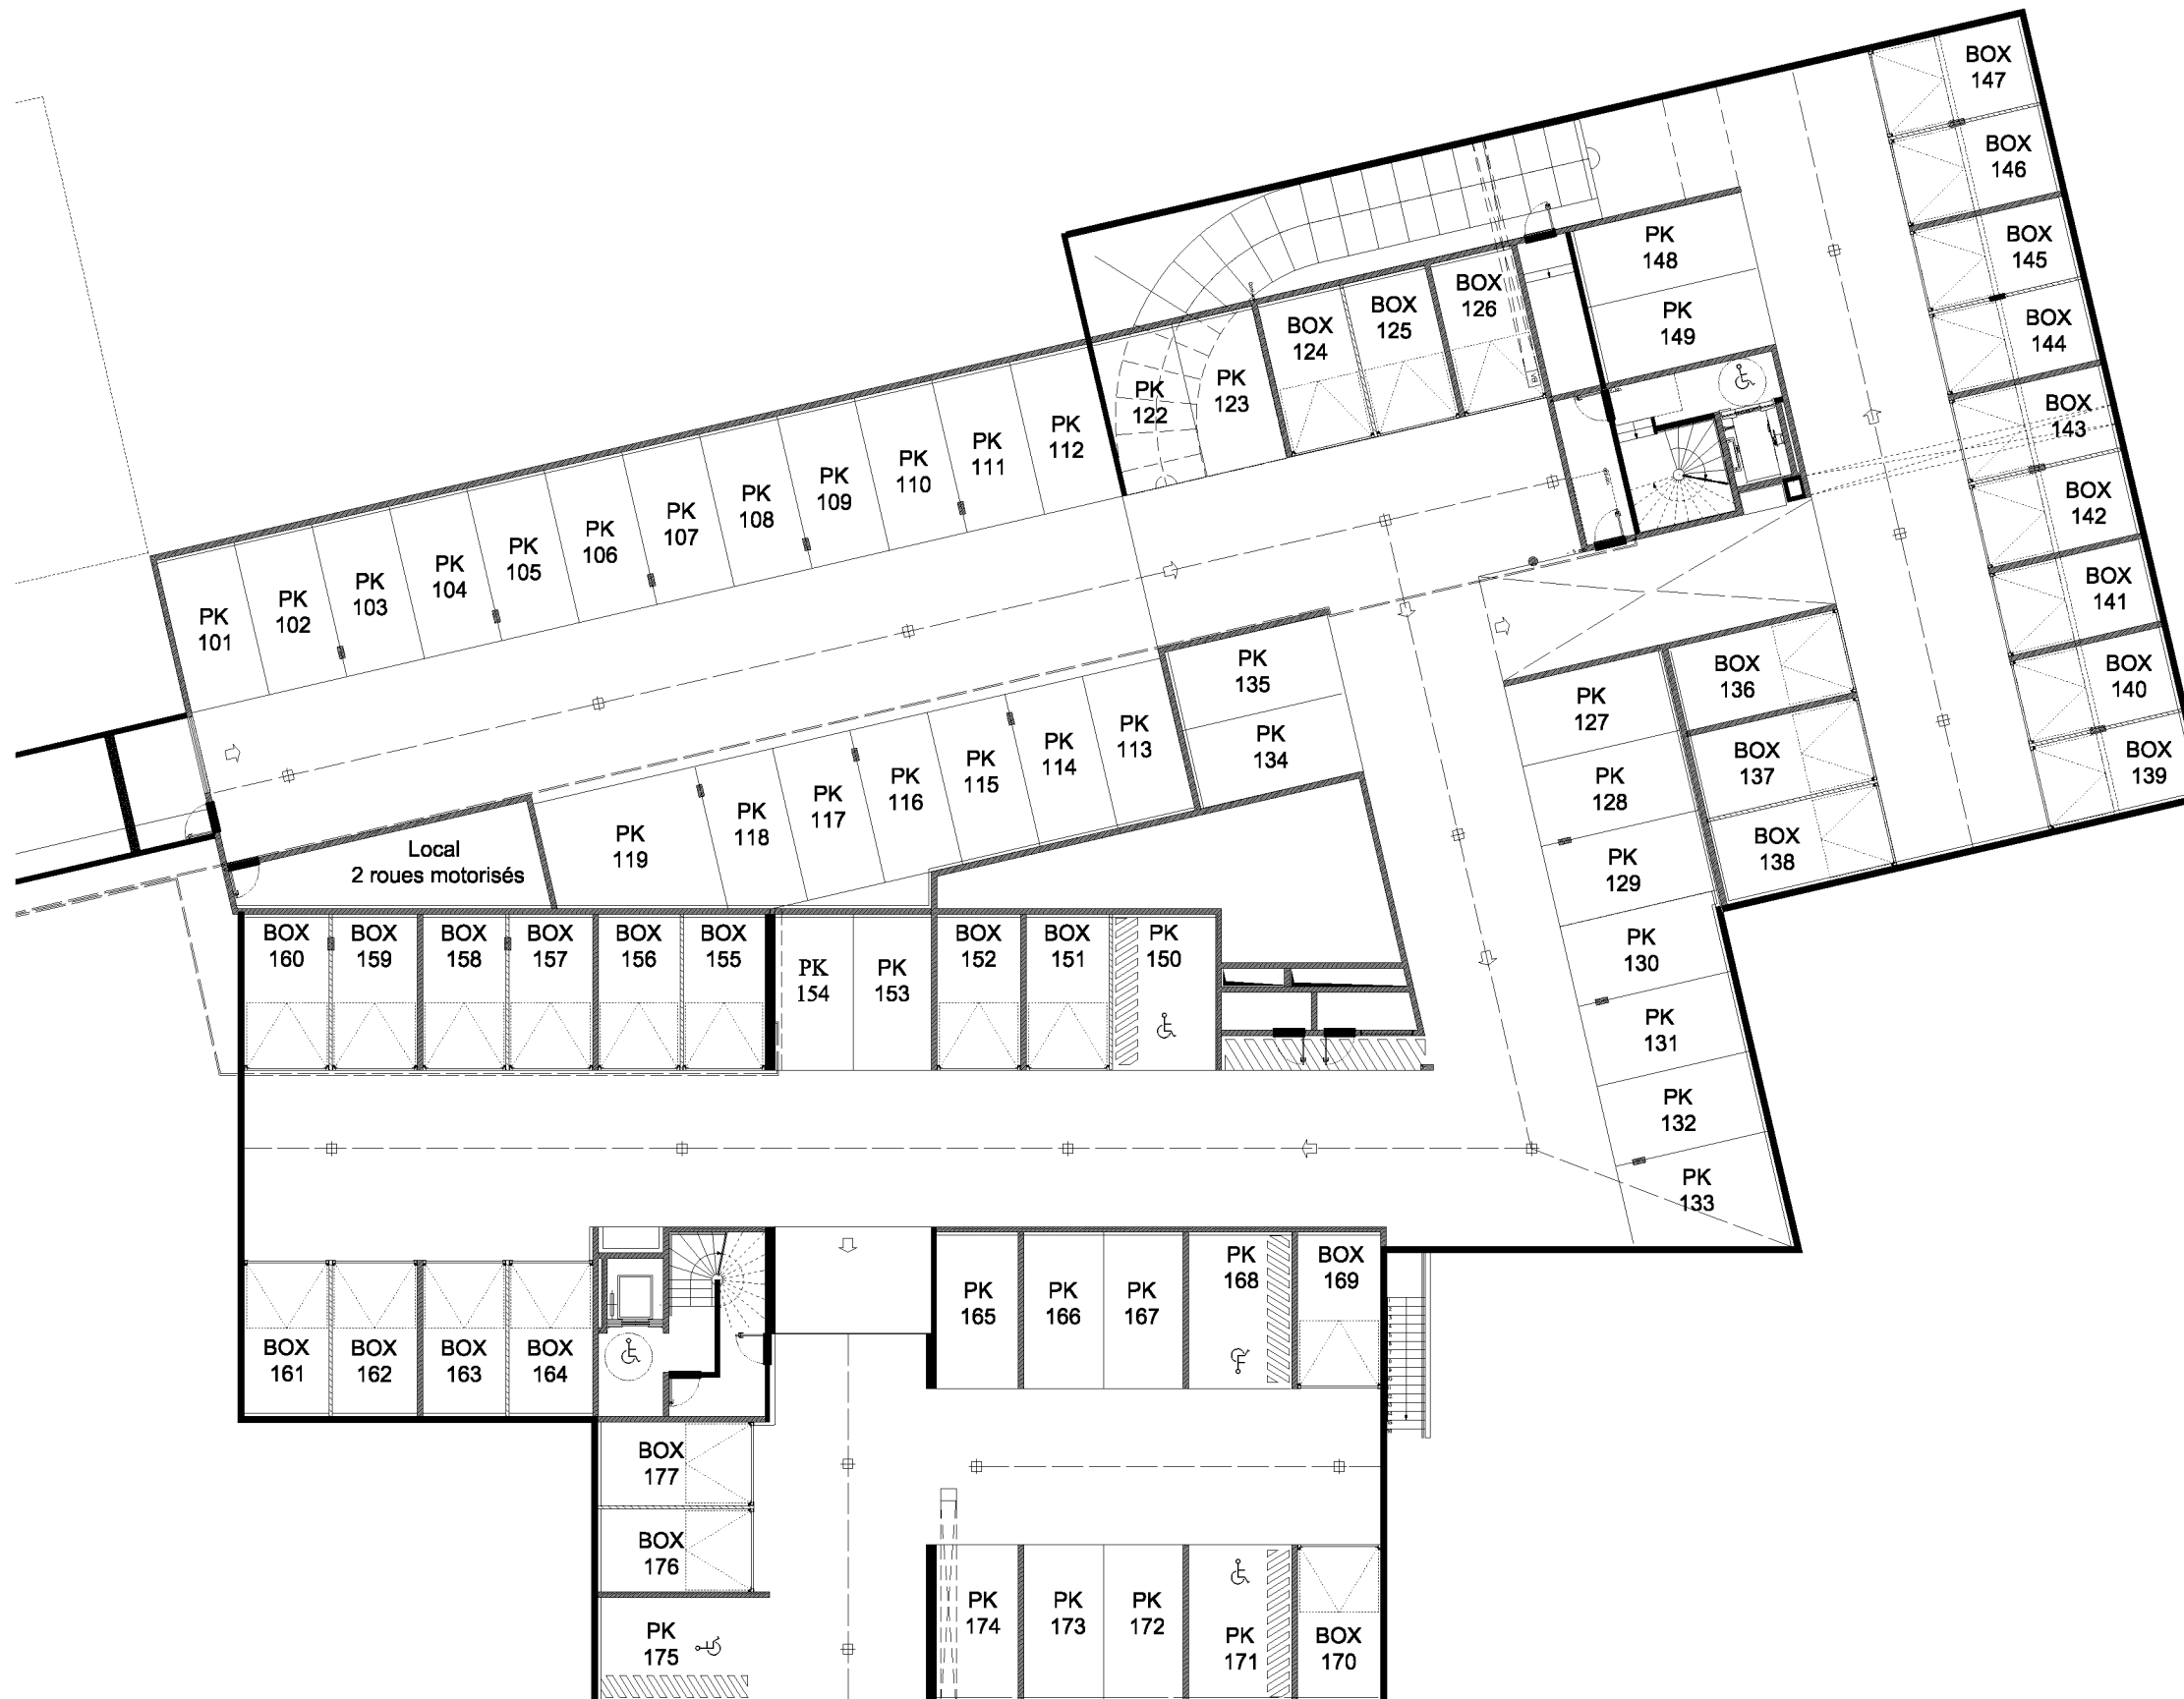 BOX
147
BOX
146
BOX
145
BOX
144
BOX
143
BOX
142
BOX
141
BOX
140
BOX
139
PK
148
PK
149
BOX
126
BOX
125
BOX
124
PK
123
PK
122
PK
112
PK
111
PK
110
PK
109
PK
108
PK
107
PK
106
PK
105
PK
104
PK
103
PK
102
PK
101
PK
135
PK
134
PK
113
PK
114
PK
115
PK
116
PK
117
PK
118
PK
119
Local
2 roues motorisés
PK
127
PK
128
PK
129
PK
130
PK
131
PK
132
PK
133
BOX
136
BOX
137
BOX
138
BOX
160
BOX
159
BOX
158
BOX
157
BOX
156
BOX
155
PK
154
PK
153
BOX
152
BOX
151
PK
150
BOX
161
BOX
162
BOX
163
BOX
164
PK
165
PK
166
PK
167
PK
168
BOX
169
BOX
177
BOX
176
PK
175
PK
174
PK
173
PK
172
PK
171
BOX
170